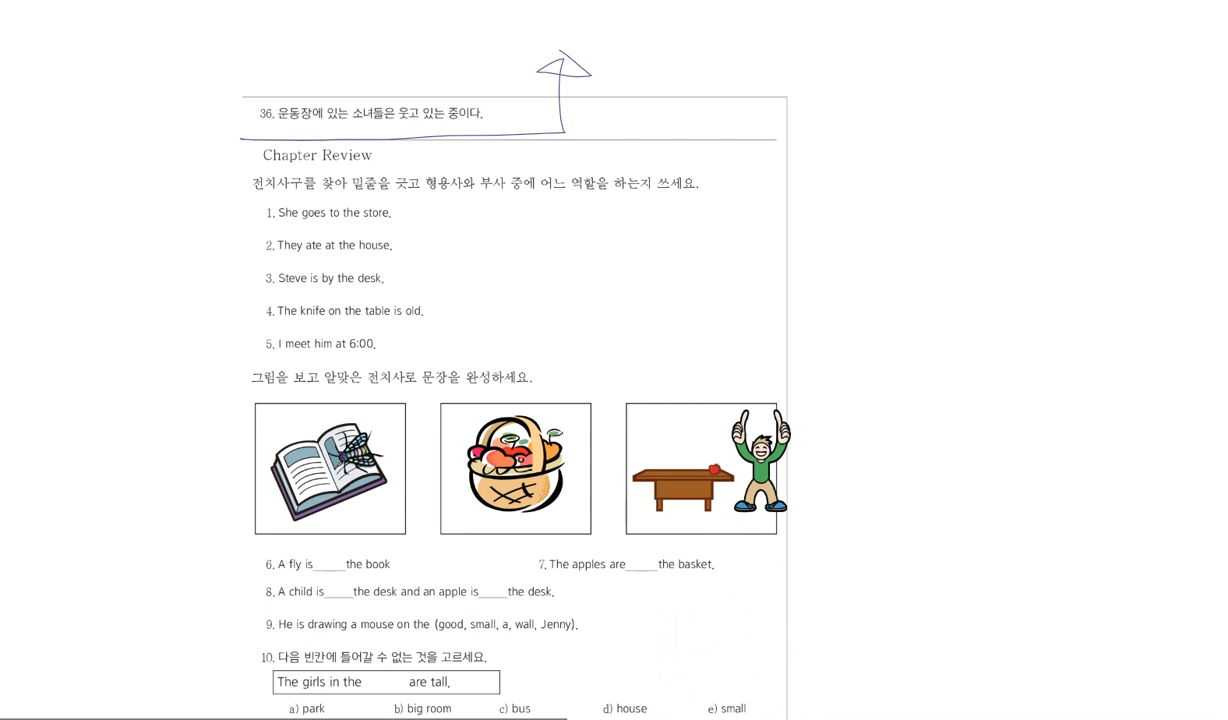 36. 운동장에 있는 소녀들은 웃고 있는 중이다.
Chapter Review
전치사구를 찾아 밑줄을 긋고 형용사와 부사 중에 어느 역할을 하는지 쓰세요.
1. She goes to the store.
2. They ate at the house.
3. Steve is by the desk.
4. The knife on the table is old.
5. I meet him at 6:00.
그림을 보고 알맞은 전치사로 문장을 완성하세요.
6. A fly is_____the book 7. The apples are_____the basket.
8. A child is_____the desk and an apple is_____the desk.
9. He is drawing a mouse on the (good, small, a, wall, Jenny).
10. 다음 빈칸에 들어갈 수 없는 것을 고르세요.
The girls in the are tall.
a) park b) big room c) bus d) house e) small